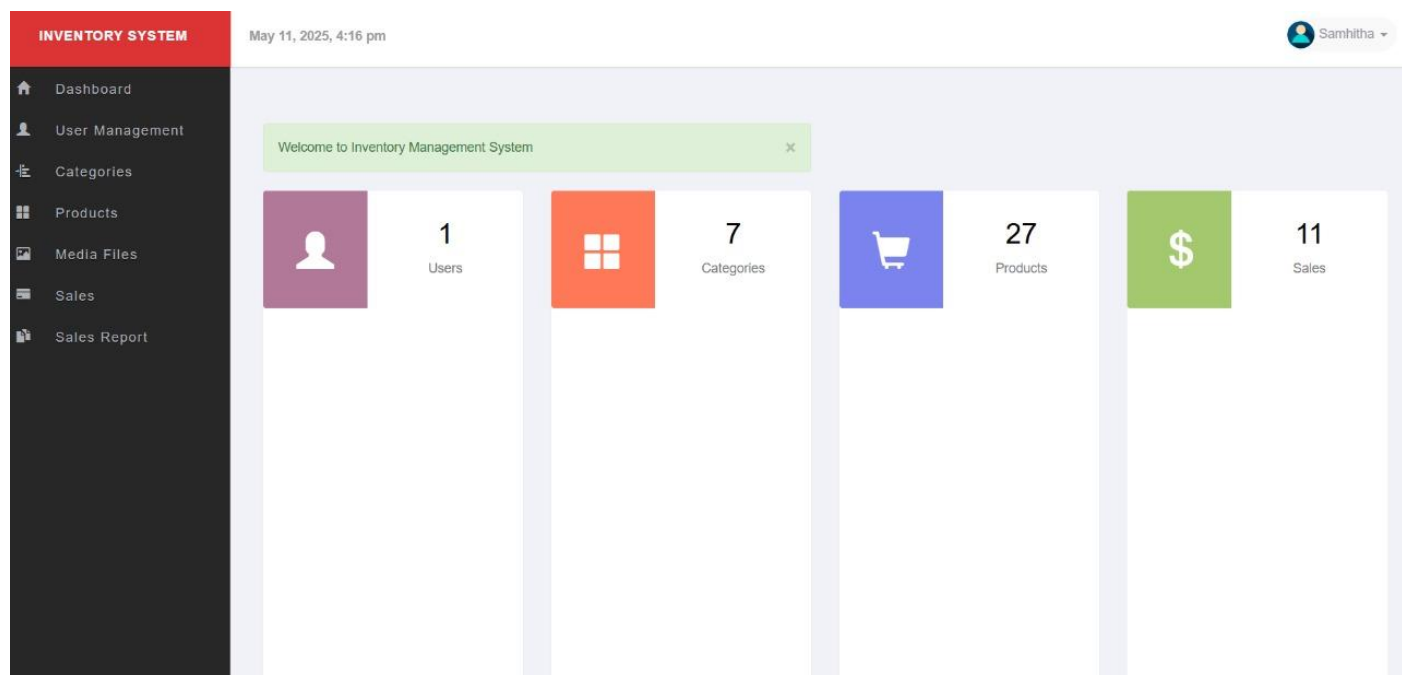 INVENTORY SYSTEM
May 11, 2025, 4:16 pm
Samhitha
Dashboard
User Management
Categories
Products
Media Files
Sales
Sales Report
Welcome to Inventory Management System ×
1
Users
7
Categories
27
Products
$
11
Sales